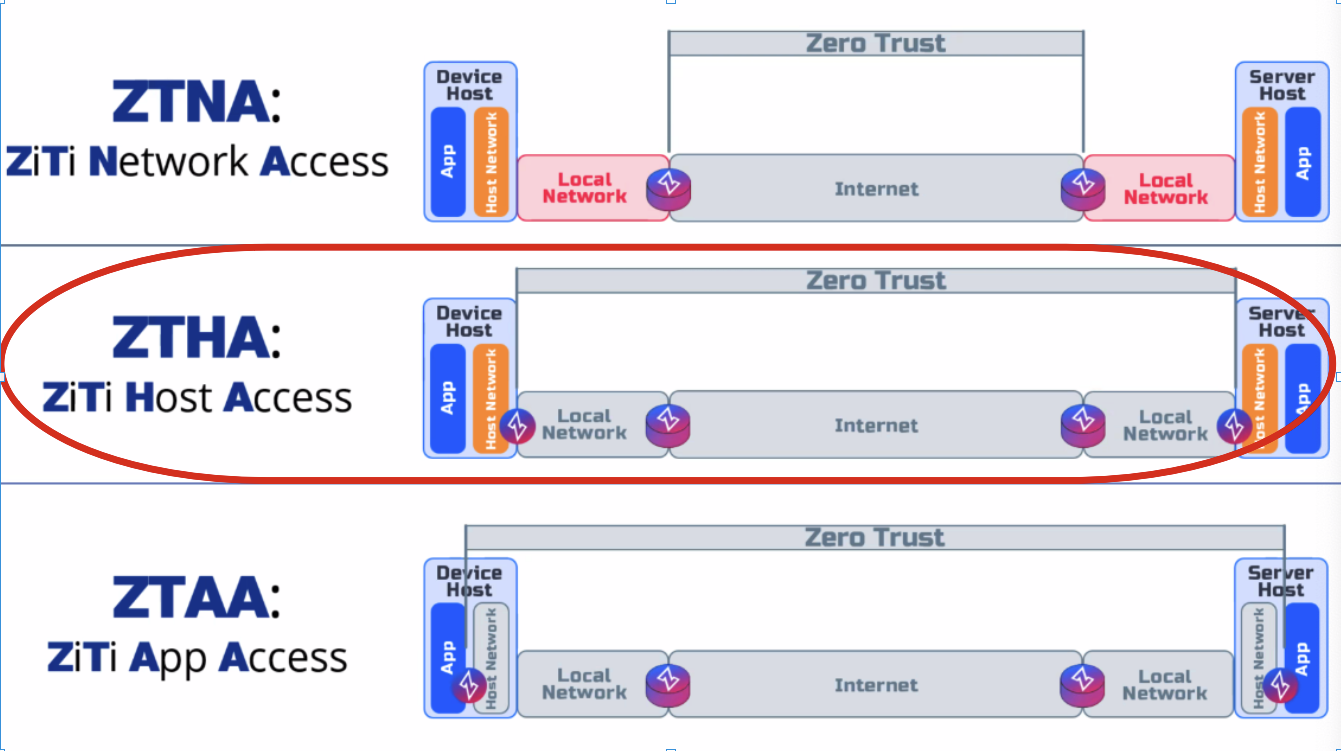 Zero Trust
ZTNA:
ZiTi Network Access
Device
Host
App
Host Network
Local
Network
Internet
Local
Network
Server
Host
Host Network
App
Zero Trust
ZTHA:
ZiTi Host Access
Device
Host
App
Host Network
Local
Network
Internet
Local
Network
Server
Host
Host Network
App
Zero Trust
ZTAA:
ZiTi App Access
Device
Host
App
Host Network
Local
Network
Internet
Local
Network
Server
Host
Host Network
App